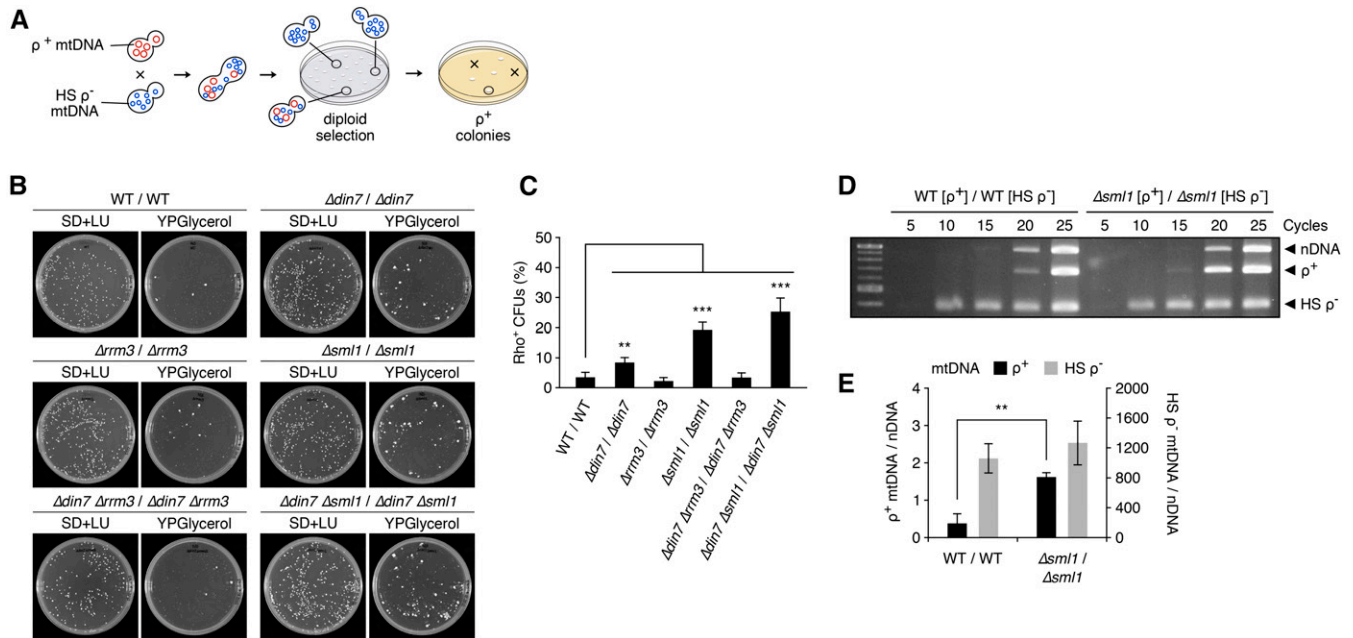 A
ρ+ mtDNA
×
HS ρ- mtDNA
diploid selection
ρ+ colonies
B
WT / WT
SD+LU YPGlycerol
Δdin7 / Δdin7
SD+LU YPGlycerol
Δrrm3 / Δrrm3
SD+LU YPGlycerol
Δsml1 / Δsml1
SD+LU YPGlycerol
Δdin7 Δrrm3 / Δdin7 Δrrm3
SD+LU YPGlycerol
Δdin7 Δsml1 / Δdin7 Δsml1
SD+LU YPGlycerol
C
Rho+ CFUs (%)
50
40
30
20
10
0
**
***
***
WT / WT
Δdin7 / Δdin7
Δrrm3 / Δrrm3
Δsml1 / Δsml1
Δdin7 Δrrm3 / Δdin7 Δrrm3
Δdin7 Δsml1 / Δdin7 Δsml1
D
WT [ρ+] / WT [HS ρ-] Δsml1 [ρ+] / Δsml1 [HS ρ-]
5 10 15 20 25 5 10 15 20 25 Cycles
nDNA
ρ+
HS ρ-
E
mtDNA ρ+ HS ρ-
ρ+ mtDNA / nDNA
4
3
2
1
0
**
2000
1600
1200
800
400
0
HS ρ- mtDNA / nDNA
WT / WT
Δsml1 /
Δsml1